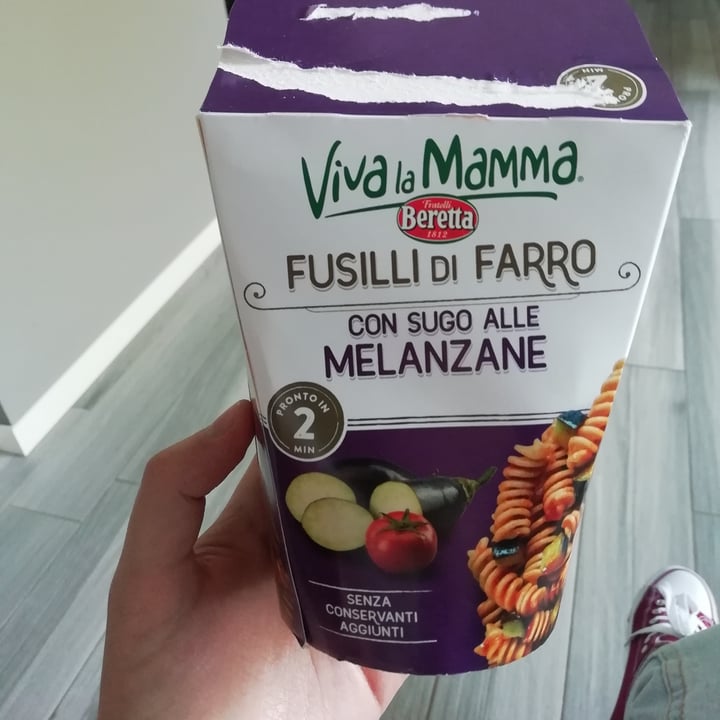 Viva la Mamma®
Fratelli
Beretta
1812
FUSILLI DI FARRO
CON SUGO ALLE
MELANZANE
PRONTO IN
2
MIN
SENZA
CONSERVANTI
AGGIUNTI
MIN